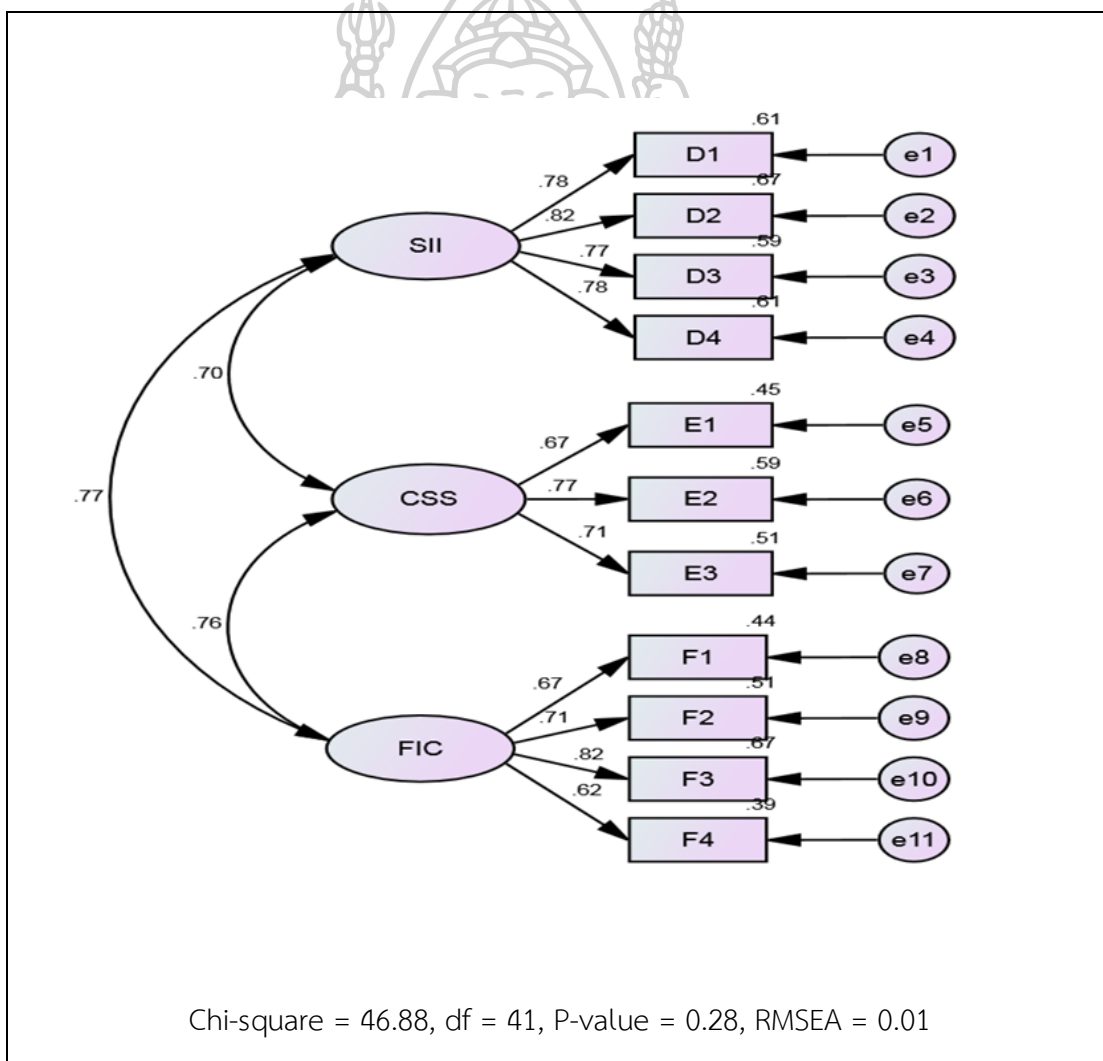 .61
D1
e1
.78
.67
D2
e2
.82
SII
.59
D3
e3
.77
.61
D4
e4
.78
.70
.45
E1
e5
.67
.59
CSS
.77
E2
e6
.77
.51
E3
e7
.71
.76
.44
F1
e8
.67
.51
F2
e9
.71
.67
FIC
F3
e10
.82
.39
F4
e11
.62
Chi-square = 46.88, df = 41, P-value = 0.28, RMSEA = 0.01